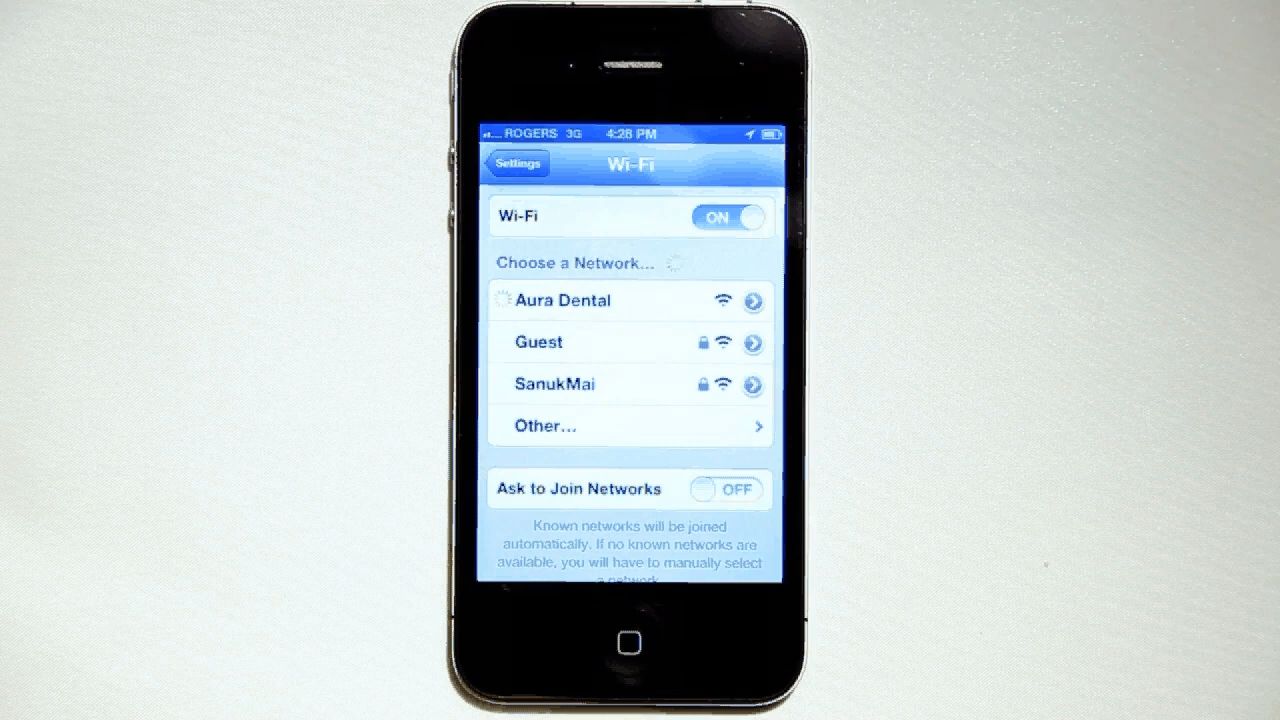 ROGERS 3G 4:28 PM
Settings Wi-Fi
Wi-Fi ON
Choose a Network...
Aura Dental
Guest
SanukMai
Other...
Ask to Join Networks OFF
Known networks will be joined
automatically. If no known networks are
available, you will have to manually select
a network.